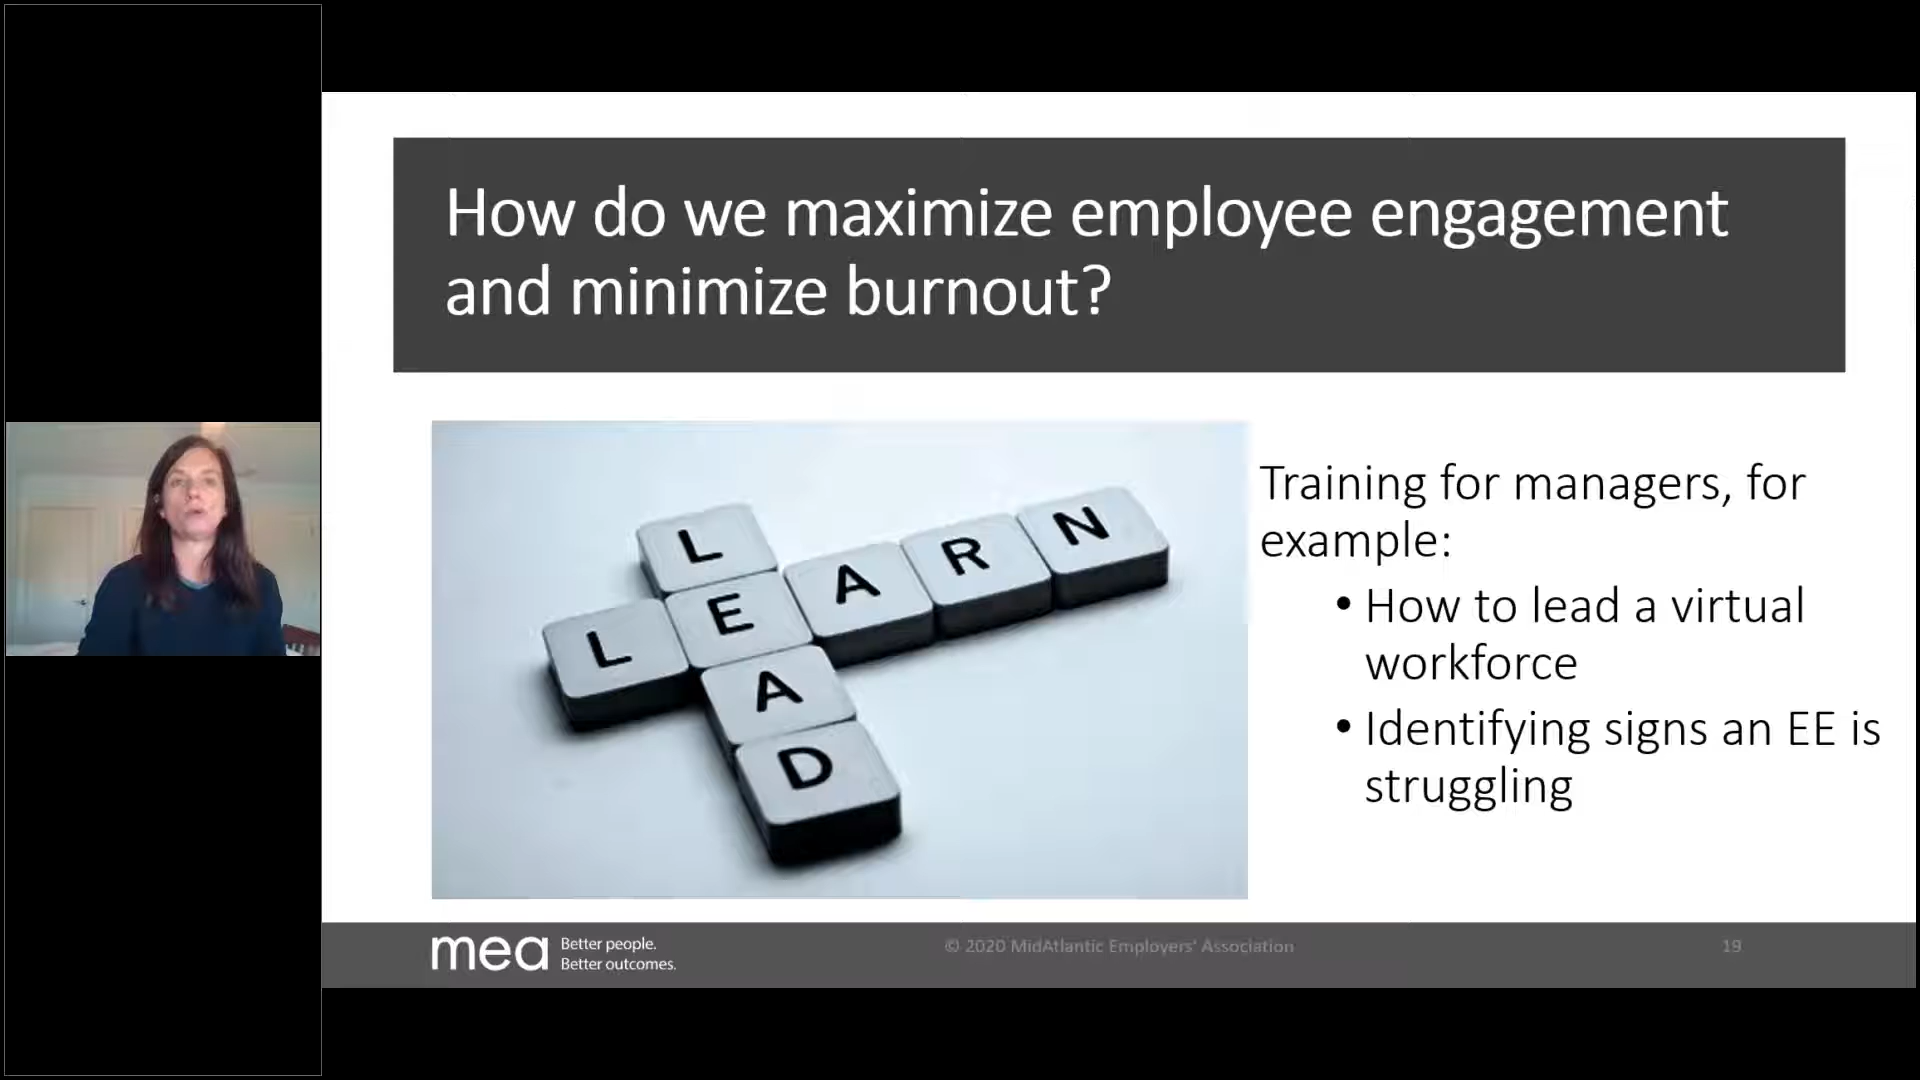 How do we maximize employee engagement
and minimize burnout?
L
LEARN
A
D
Training for managers, for
example:
• How to lead a virtual
workforce
• Identifying signs an EE is
struggling
mea
Better people.
Better outcomes.
© 2020 MidAtlantic Employers' Association
19